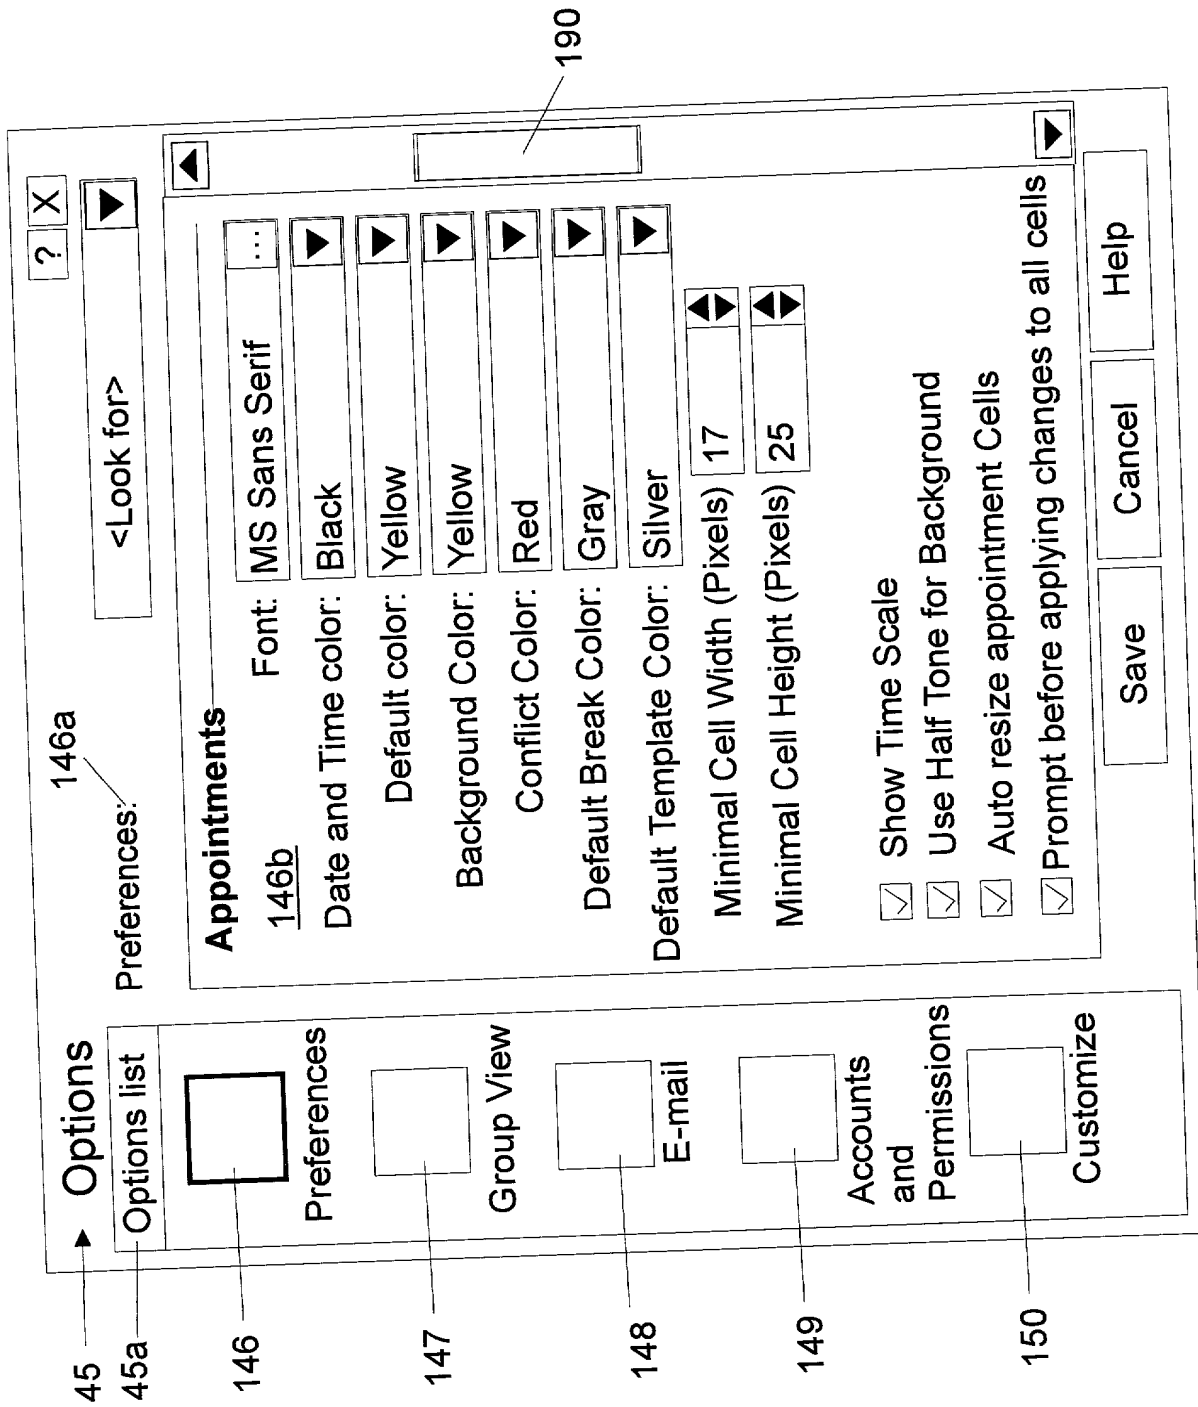 45
Options
? X
45a
Options list
Preferences:
146a
<Look for>
146
Preferences
147
Group View
148
E-mail
149
Accounts
and
Permissions
150
Customize
Appointments
146b
Font: MS Sans Serif ...
Date and Time color: Black
Default color: Yellow
Background Color: Yellow
Conflict Color: Red
Default Break Color: Gray
Default Template Color: Silver
Minimal Cell Width (Pixels) 17
Minimal Cell Height (Pixels) 25
Show Time Scale
Use Half Tone for Background
Auto resize appointment Cells
Prompt before applying changes to all cells
190
Save Cancel Help